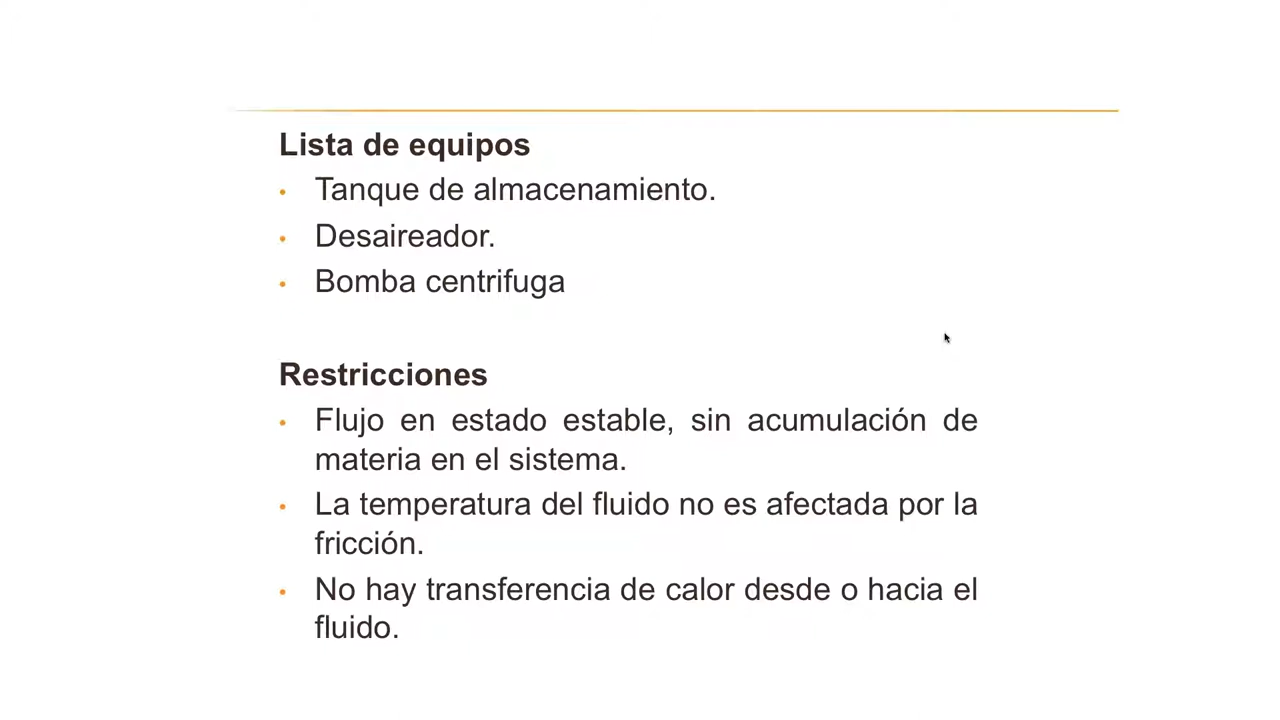 Lista de equipos
• Tanque de almacenamiento.
• Desaireador.
• Bomba centrifuga
Restricciones
• Flujo en estado estable, sin acumulación de
materia en el sistema.
• La temperatura del fluido no es afectada por la
fricción.
• No hay transferencia de calor desde o hacia el
fluido.